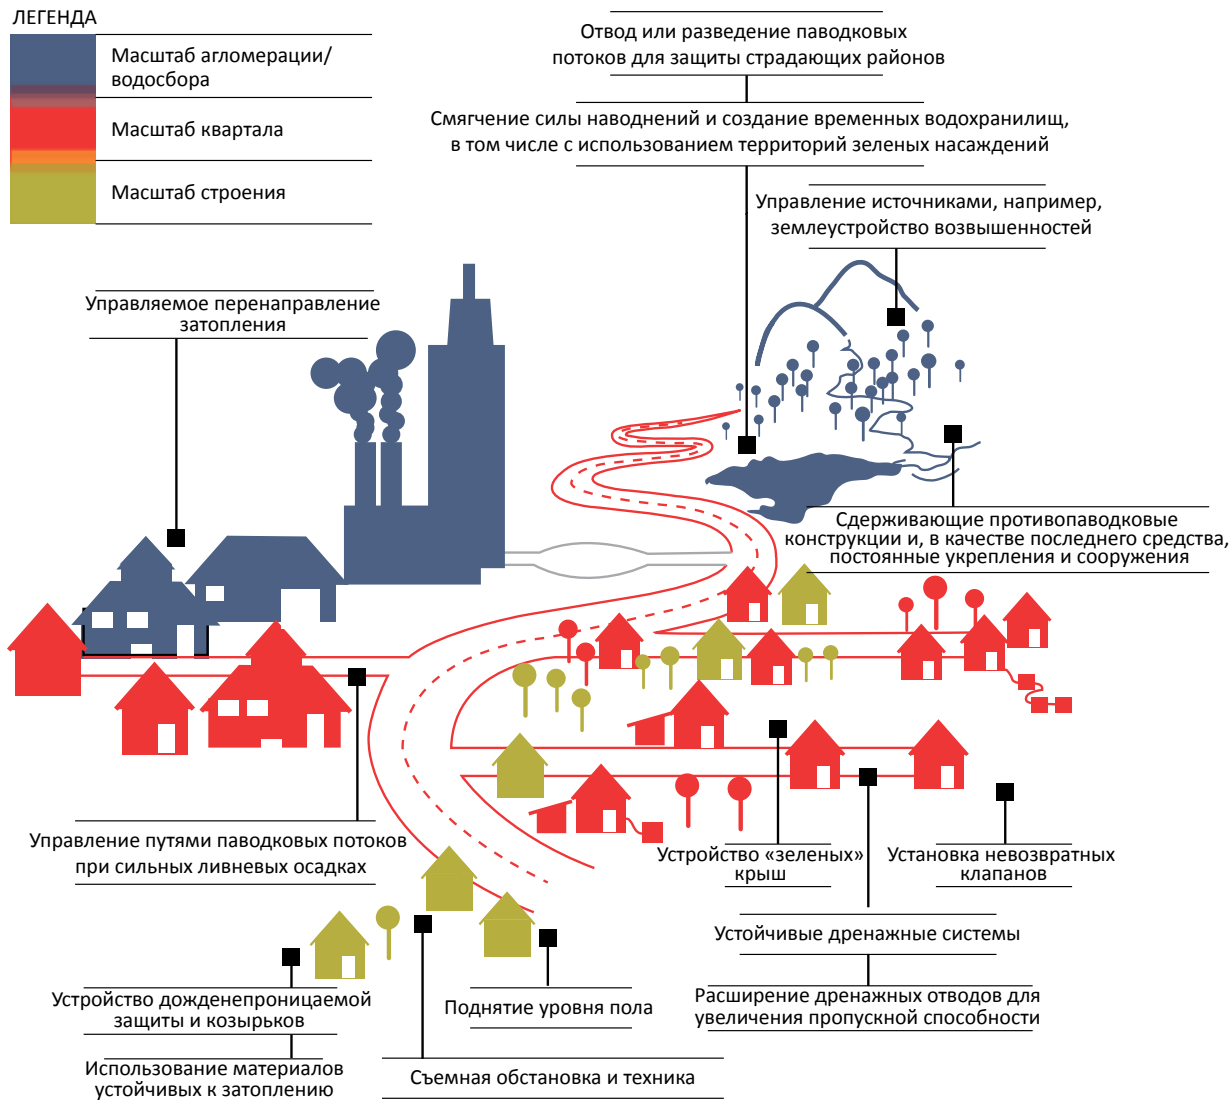 ЛЕГЕНДА
Масштаб агломерации/
водосбора
Масштаб квартала
Масштаб строения
Отвод или разведение паводковых
потоков для защиты страдающих районов
Смягчение силы наводнений и создание временных водохранилищ,
в том числе с использованием территорий зеленых насаждений
Управление источниками, например,
землеустройство возвышенностей
Управляемое перенаправление
затопления
Сдерживающие противопаводковые
конструкции и, в качестве последнего средства,
постоянные укрепления и сооружения
Управление путями паводковых потоков
при сильных ливневых осадках
Устройство «зеленых»
крыш
Установка невозвратных
клапанов
Устойчивые дренажные системы
Расширение дренажных отводов для
увеличения пропускной способности
Устройство дожденепроницаемой
защиты и козырьков
Поднятие уровня пола
Использование материалов
устойчивых к затоплению
Съемная обстановка и техника